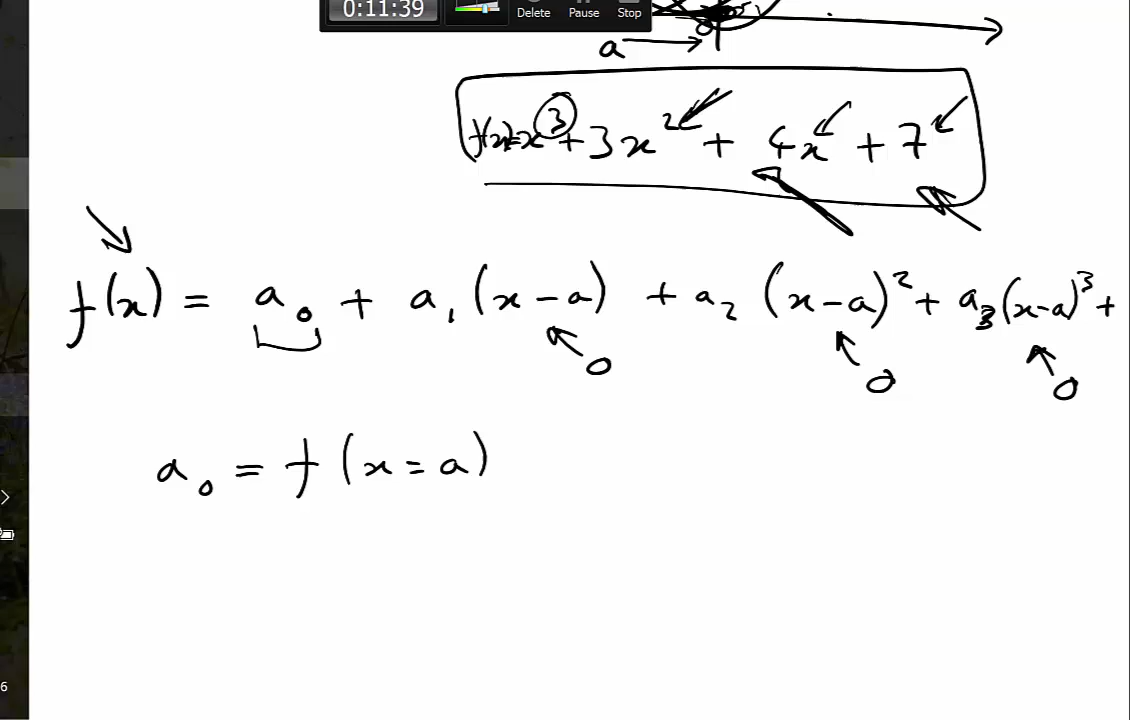 0:11:39 Delete Pause Stop
a
f(x)=x³+3x²+4x+7
f(x) = a₀ + a₁(x-a) + a₂(x-a)²+ a₃(x-a)³+
0 0 0
a₀ = f(x=a)
6